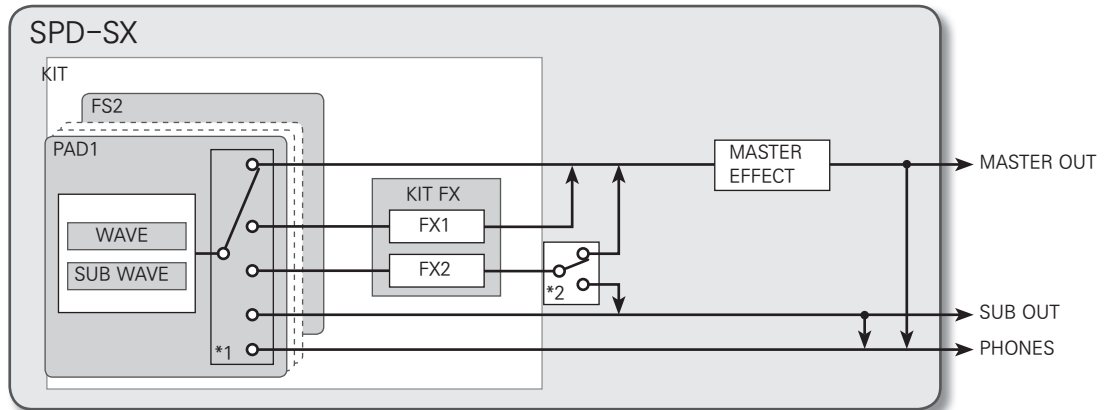 SPD-SX
KIT
FS2
PAD1
WAVE
SUB WAVE
*1
KIT FX
FX1
FX2
*2
MASTER
EFFECT
MASTER OUT
SUB OUT
PHONES